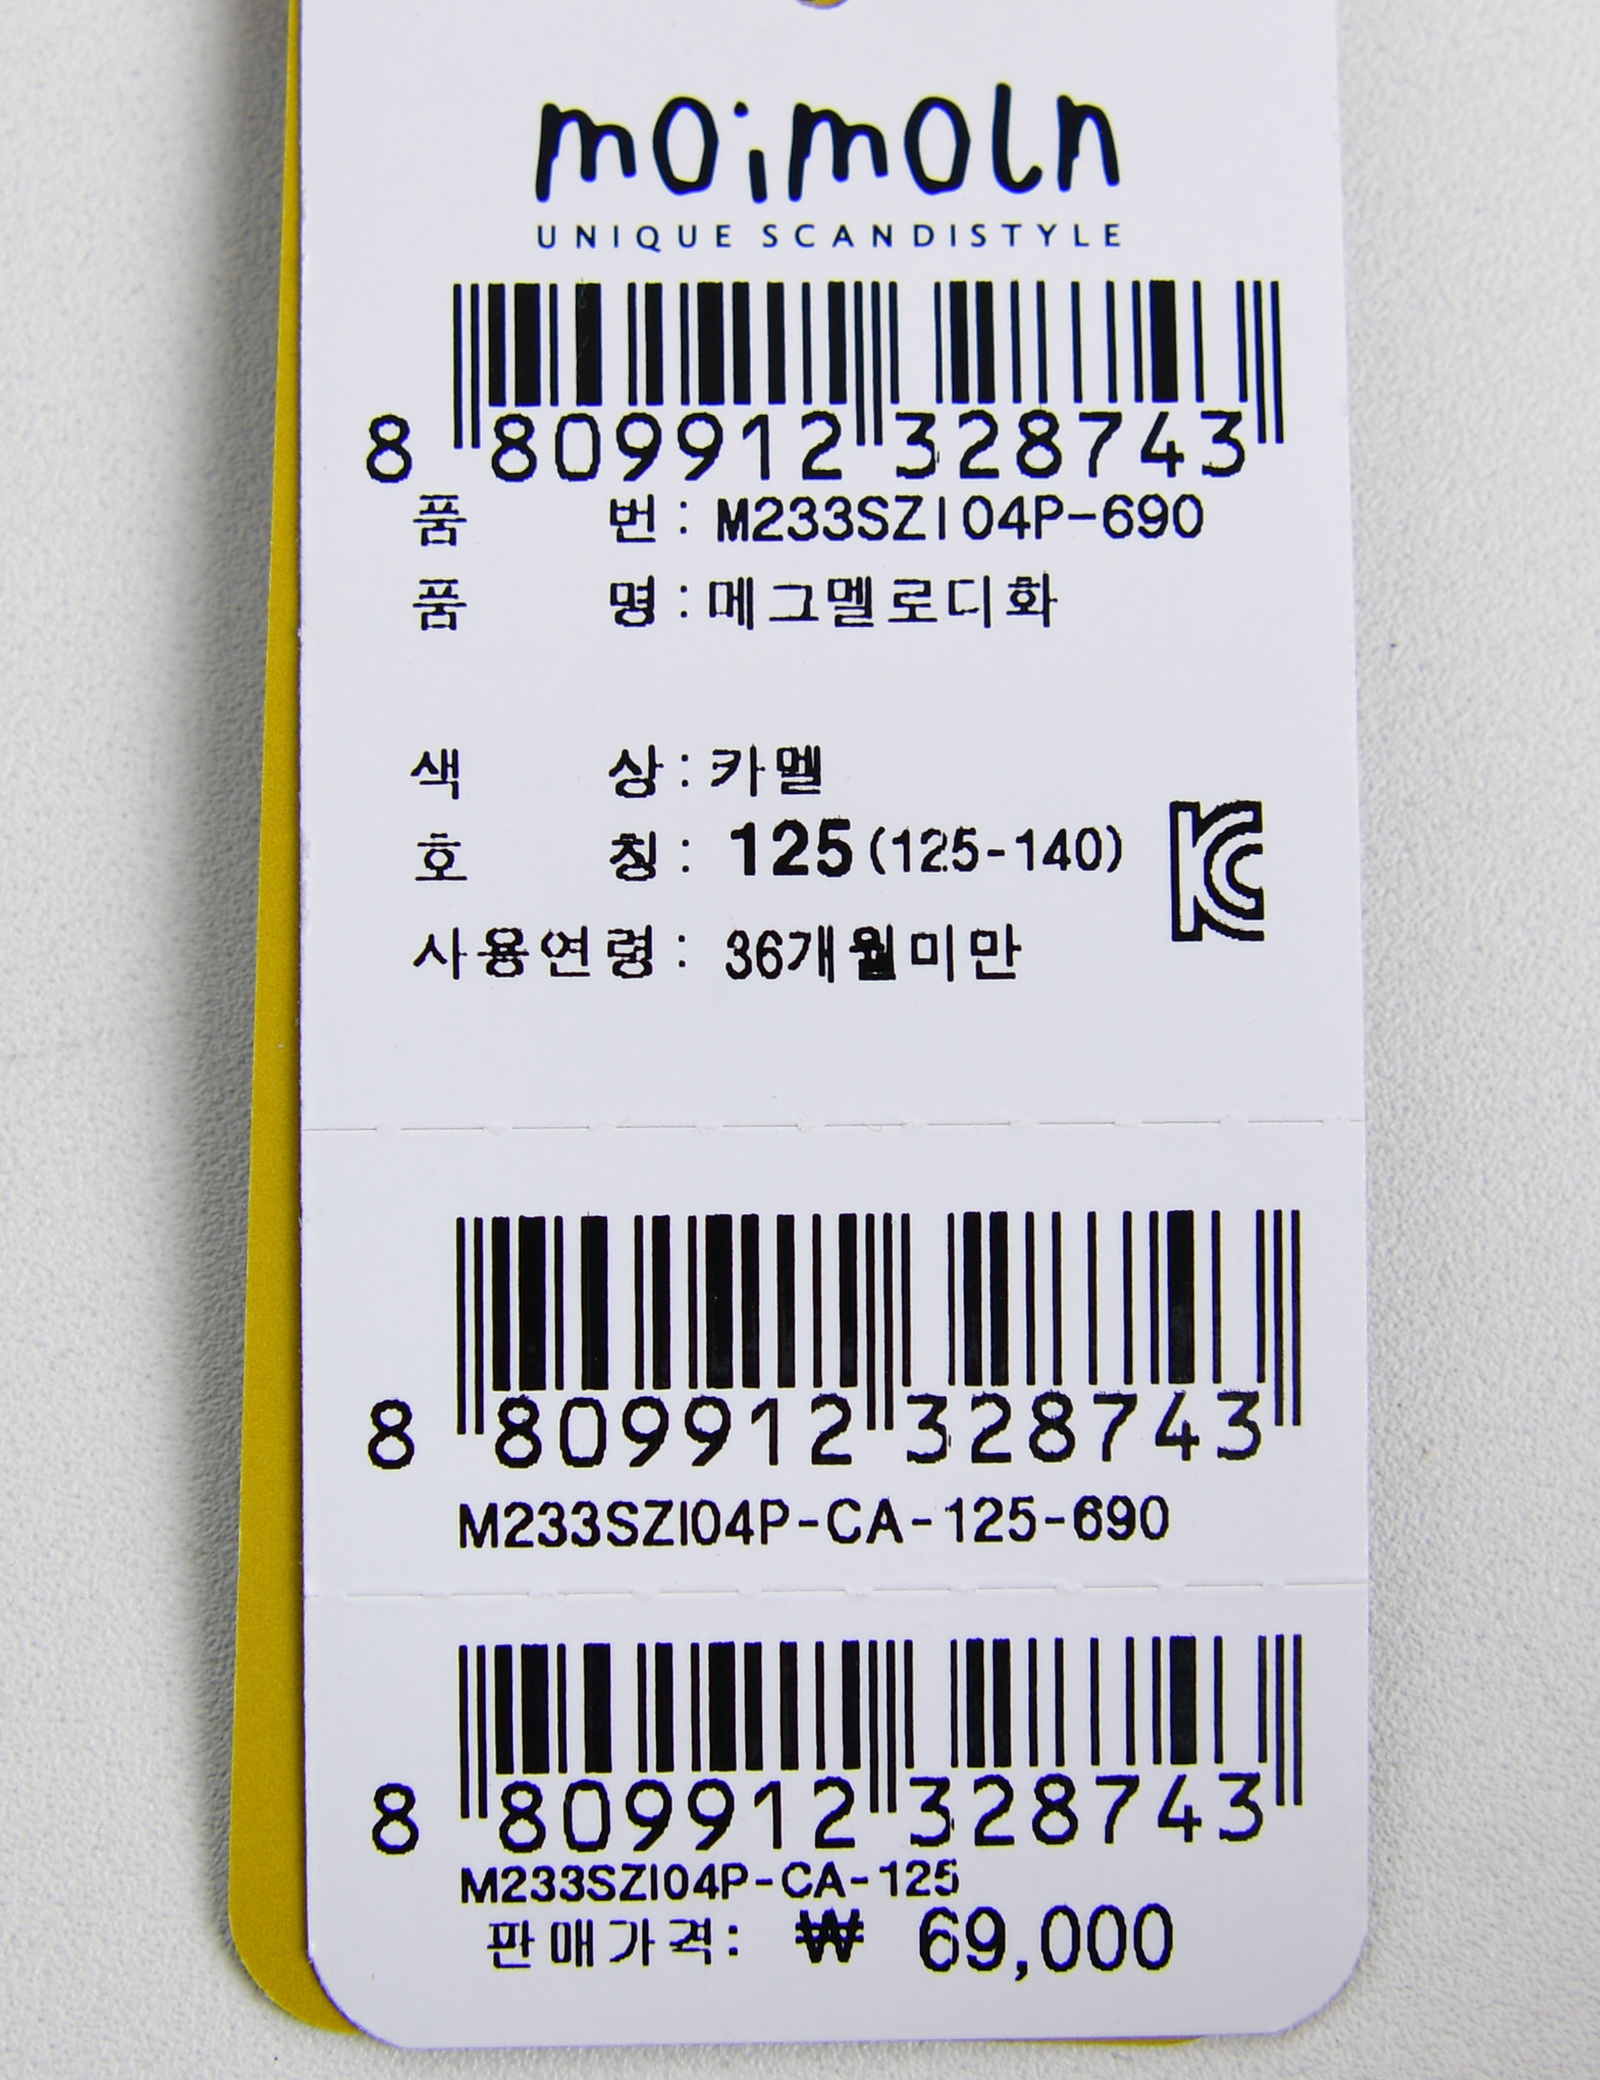 moimoln
UNIQUE SCANDISTYLE
8 809912 328743
품 번: M233SZI04P-690
품 명: 메그멜로디화
색 상: 카멜
호 칭: 125(125-140)
KC
사용연령: 36개월미만
8 809912 328743
M233SZI04P-CA-125-690
8 809912 328743
M233SZI04P-CA-125
판매가격: ₩ 69,000